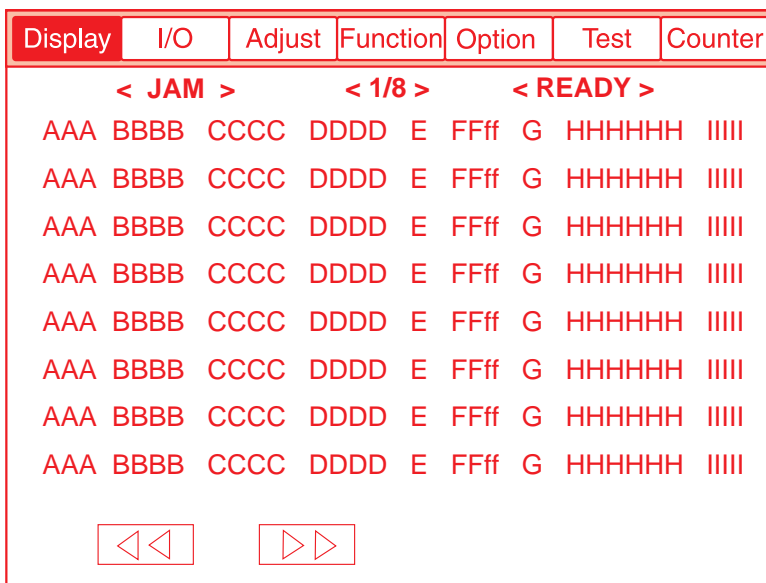 Display I/O Adjust Function Option Test Counter
< JAM > < 1/8 > < READY >
AAA BBBB CCCC DDDD E FFff G HHHHHH IIIII
AAA BBBB CCCC DDDD E FFff G HHHHHH IIIII
AAA BBBB CCCC DDDD E FFff G HHHHHH IIIII
AAA BBBB CCCC DDDD E FFff G HHHHHH IIIII
AAA BBBB CCCC DDDD E FFff G HHHHHH IIIII
AAA BBBB CCCC DDDD E FFff G HHHHHH IIIII
AAA BBBB CCCC DDDD E FFff G HHHHHH IIIII
AAA BBBB CCCC DDDD E FFff G HHHHHH IIIII